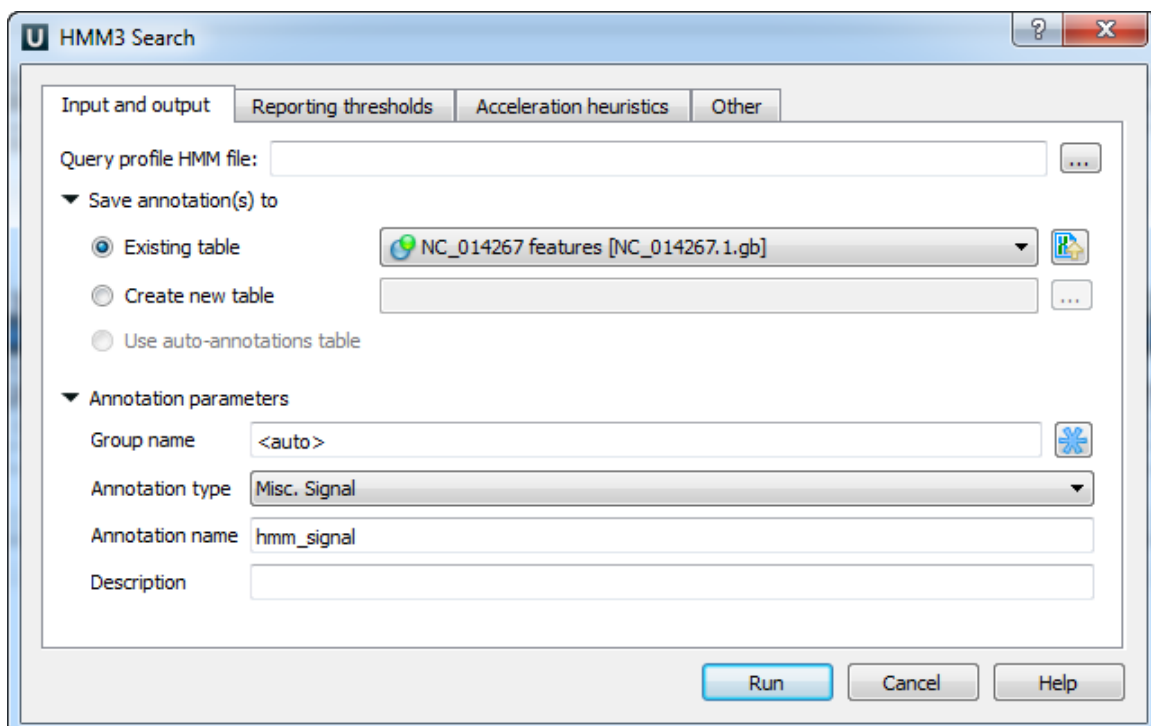 U HMM3 Search ? X
Input and output Reporting thresholds Acceleration heuristics Other
Query profile HMM file: ...
Save annotation(s) to
Existing table NC_014267 features [NC_014267.1.gb]
Create new table ...
Use auto-annotations table
Annotation parameters
Group name <auto>
Annotation type Misc. Signal
Annotation name hmm_signal
Description
Run Cancel Help